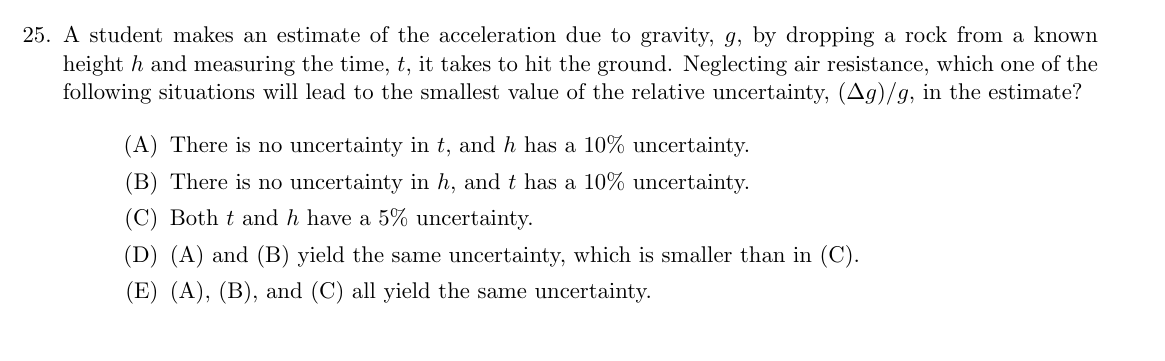 25. A student makes an estimate of the acceleration due to gravity, g, by dropping a rock from a known
height h and measuring the time, t, it takes to hit the ground. Neglecting air resistance, which one of the
following situations will lead to the smallest value of the relative uncertainty, (Δg)/g, in the estimate?
(A) There is no uncertainty in t, and h has a 10% uncertainty.
(B) There is no uncertainty in h, and t has a 10% uncertainty.
(C) Both t and h have a 5% uncertainty.
(D) (A) and (B) yield the same uncertainty, which is smaller than in (C).
(E) (A), (B), and (C) all yield the same uncertainty.